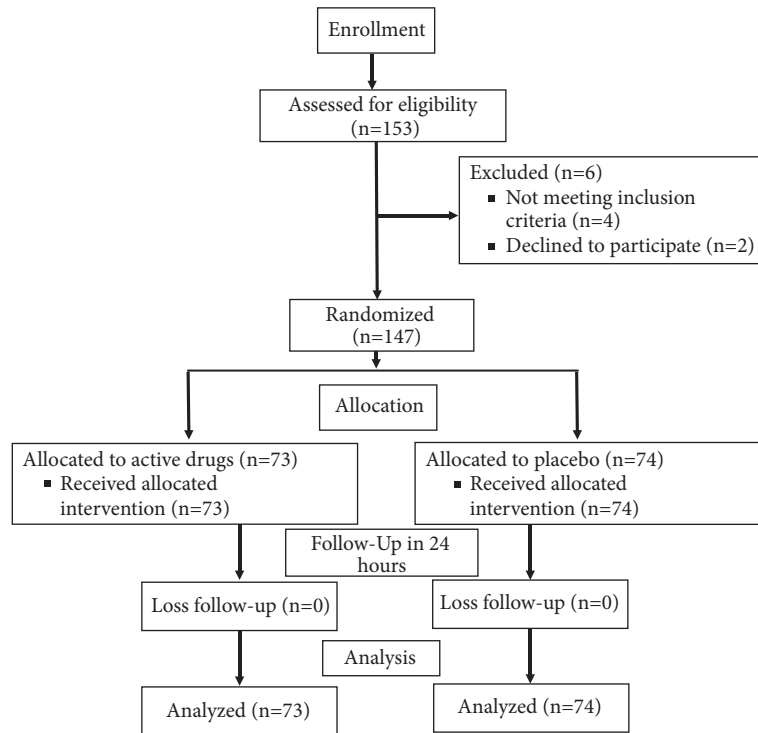 Enrollment
Assessed for eligibility
(n=153)
Excluded (n=6)
▪ Not meeting inclusion
criteria (n=4)
▪ Declined to participate (n=2)
Randomized
(n=147)
Allocation
Allocated to active drugs (n=73)
▪ Received allocated
intervention (n=73)
Allocated to placebo (n=74)
▪ Received allocated
intervention (n=74)
Follow-Up in 24
hours
Loss follow-up (n=0)
Loss follow-up (n=0)
Analysis
Analyzed (n=73)
Analyzed (n=74)